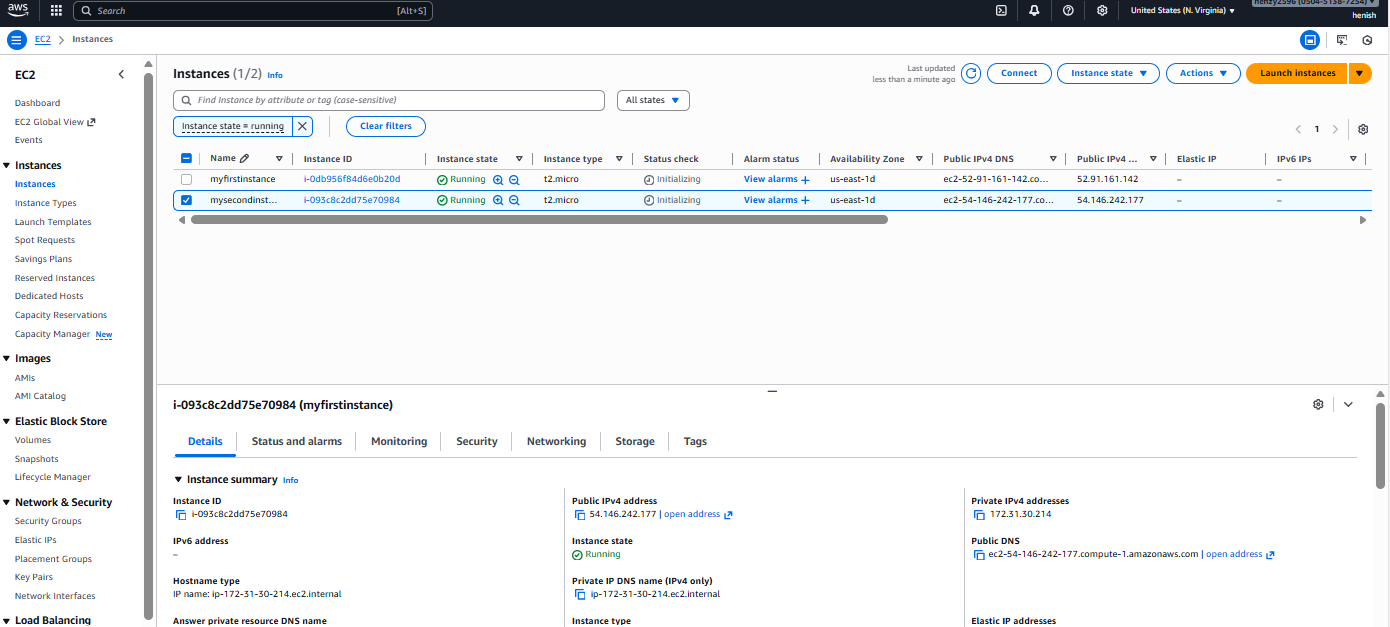 aws
Search [Alt+S]
United States (N. Virginia)
henish
EC2 > Instances
EC2
Dashboard
EC2 Global View
Events
Instances
Instances
Instance Types
Launch Templates
Spot Requests
Savings Plans
Reserved Instances
Dedicated Hosts
Capacity Reservations
Capacity Manager New
Images
AMIs
AMI Catalog
Elastic Block Store
Volumes
Snapshots
Lifecycle Manager
Network & Security
Security Groups
Elastic IPs
Placement Groups
Key Pairs
Network Interfaces
Load Balancing
Instances (1/2) Info
Last updated
less than a minute ago
Connect
Instance state
Actions
Launch instances
Find Instance by attribute or tag (case-sensitive)
All states
Instance state = running
Clear filters
1
Name Instance ID Instance state Instance type Status check Alarm status Availability Zone Public IPv4 DNS Public IPv4 ... Elastic IP IPv6 IPs
myfirstinstance i-0db956f84d6e0b20d Running t2.micro Initializing View alarms + us-east-1d ec2-52-91-161-142.co... 52.91.161.142 – –
mysecondinst... i-093c8c2dd75e70984 Running t2.micro Initializing View alarms + us-east-1d ec2-54-146-242-177.co... 54.146.242.177 – –
i-093c8c2dd75e70984 (myfirstinstance)
Details
Status and alarms
Monitoring
Security
Networking
Storage
Tags
Instance summary Info
Instance ID
i-093c8c2dd75e70984
IPv6 address
–
Hostname type
IP name: ip-172-31-30-214.ec2.internal
Answer private resource DNS name
Public IPv4 address
54.146.242.177 | open address
Instance state
Running
Private IP DNS name (IPv4 only)
ip-172-31-30-214.ec2.internal
Instance type
Private IPv4 addresses
172.31.30.214
Public DNS
ec2-54-146-242-177.compute-1.amazonaws.com | open address
Elastic IP addresses